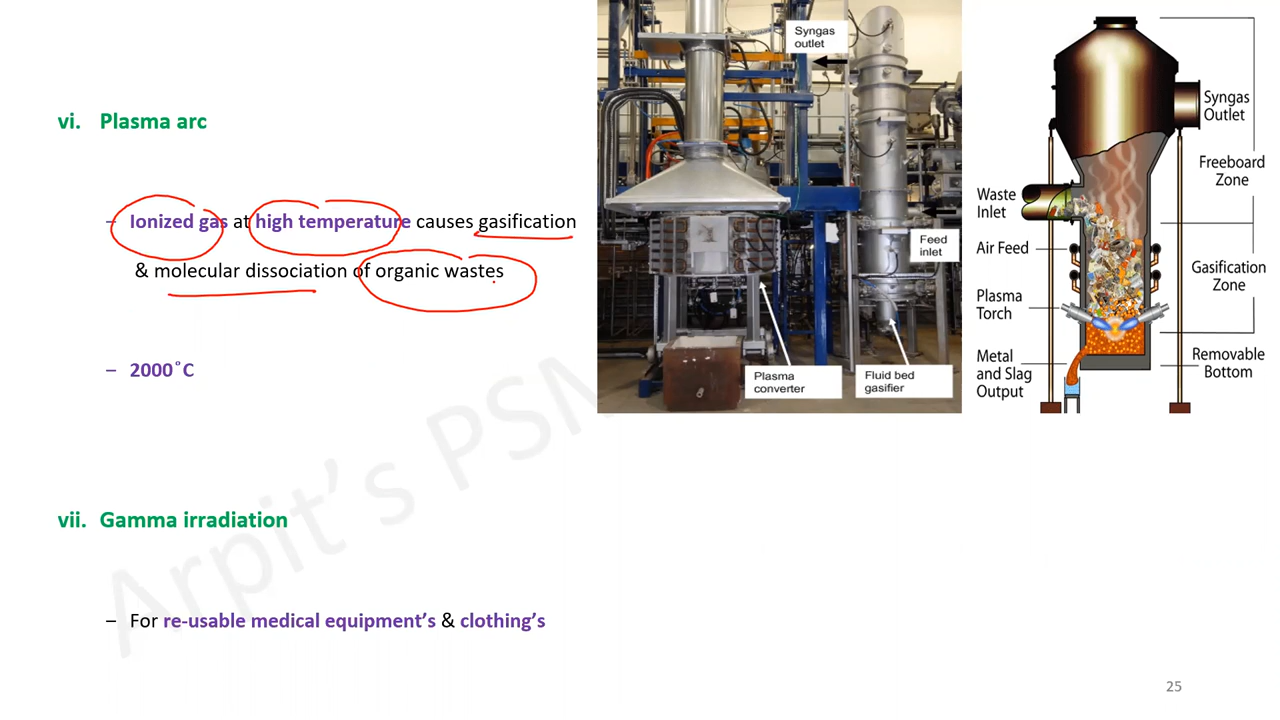 vi. Plasma arc
– Ionized gas at high temperature causes gasification
& molecular dissociation of organic wastes
– 2000°C
vii. Gamma irradiation
– For re-usable medical equipment's & clothing's
Syngas
outlet
Feed
inlet
Plasma
converter
Fluid bed
gasifier
Syngas
Outlet
Freeboard
Zone
Waste
Inlet
Air Feed
Gasification
Zone
Plasma
Torch
Metal
and Slag
Output
Removable
Bottom
Arpit's PSM
25